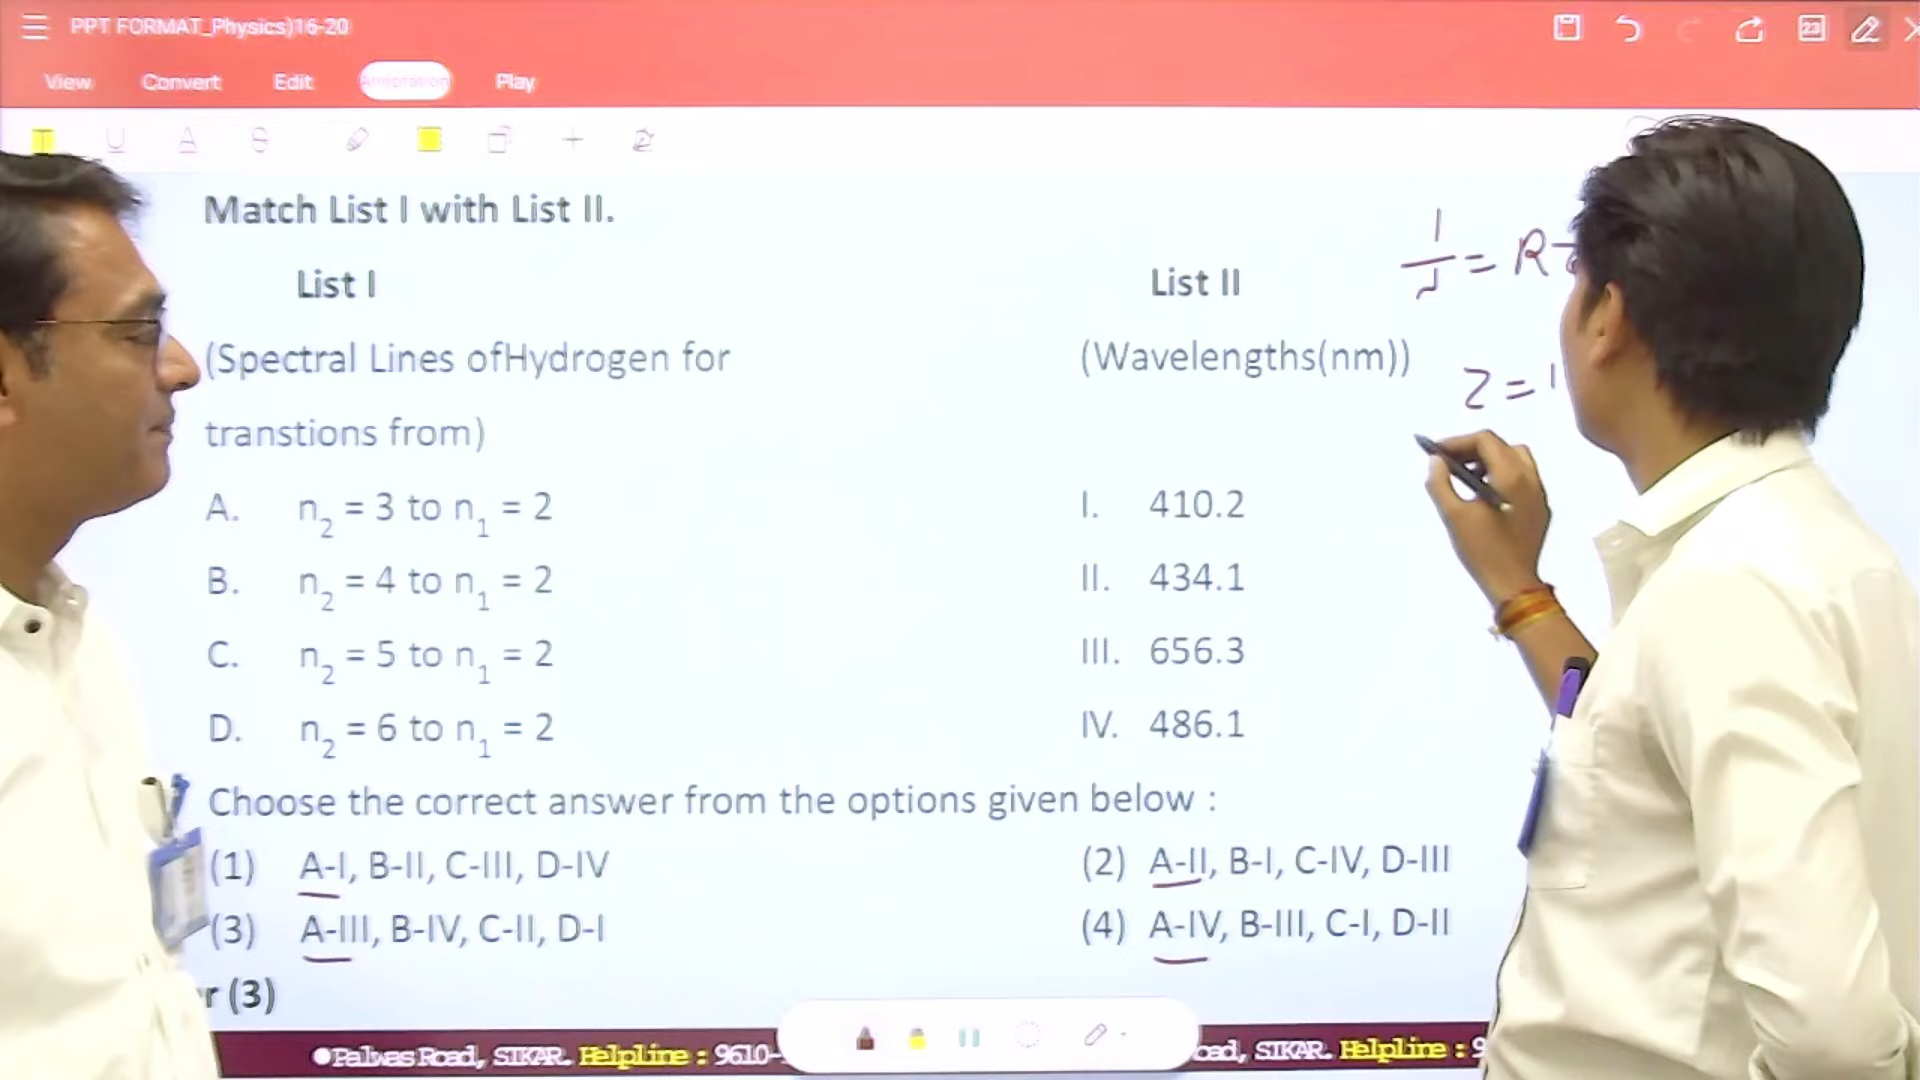 PPT FORMAT_Physics)16-20
23
View Convert Edit Annotation Play
Match List I with List II.
List I List II
(Spectral Lines ofHydrogen for (Wavelengths(nm))
transtions from)
A. n2 = 3 to n1 = 2 I. 410.2
B. n2 = 4 to n1 = 2 II. 434.1
C. n2 = 5 to n1 = 2 III. 656.3
D. n2 = 6 to n1 = 2 IV. 486.1
Choose the correct answer from the options given below :
(1) A-I, B-II, C-III, D-IV (2) A-II, B-I, C-IV, D-III
(3) A-III, B-IV, C-II, D-I (4) A-IV, B-III, C-I, D-II
r (3)
1/λ = R
Z = 1
Palwas Road, SIKAR. Helpline : 9610- oad, SIKAR. Helpline : 9